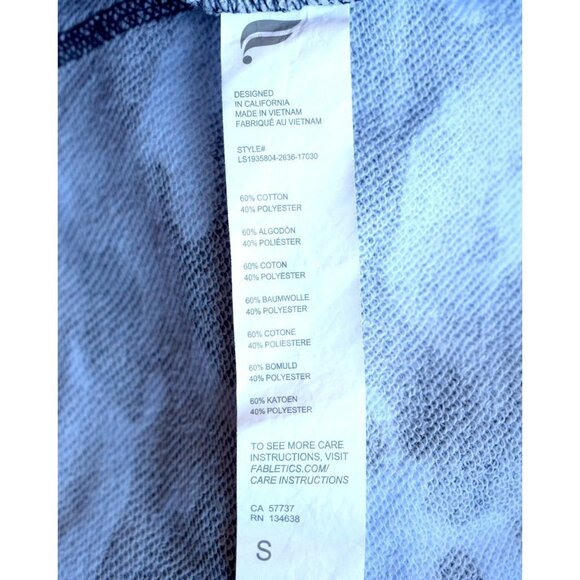 DESIGNED
IN CALIFORNIA
MADE IN VIETNAM
FABRIQUÉ AU VIETNAM
STYLE#
LS1935804-2636-17030
60% COTTON
40% POLYESTER
60% ALGODÓN
40% POLIÉSTER
60% COTON
40% POLYESTER
60% BAUMWOLLE
40% POLYESTER
60% COTONE
40% POLIESTERE
60% BOMULD
40% POLYESTER
60% KATOEN
40% POLYESTER
TO SEE MORE CARE
INSTRUCTIONS, VISIT
FABLETICS.COM/
CARE INSTRUCTIONS
CA 57737
RN 134638
S